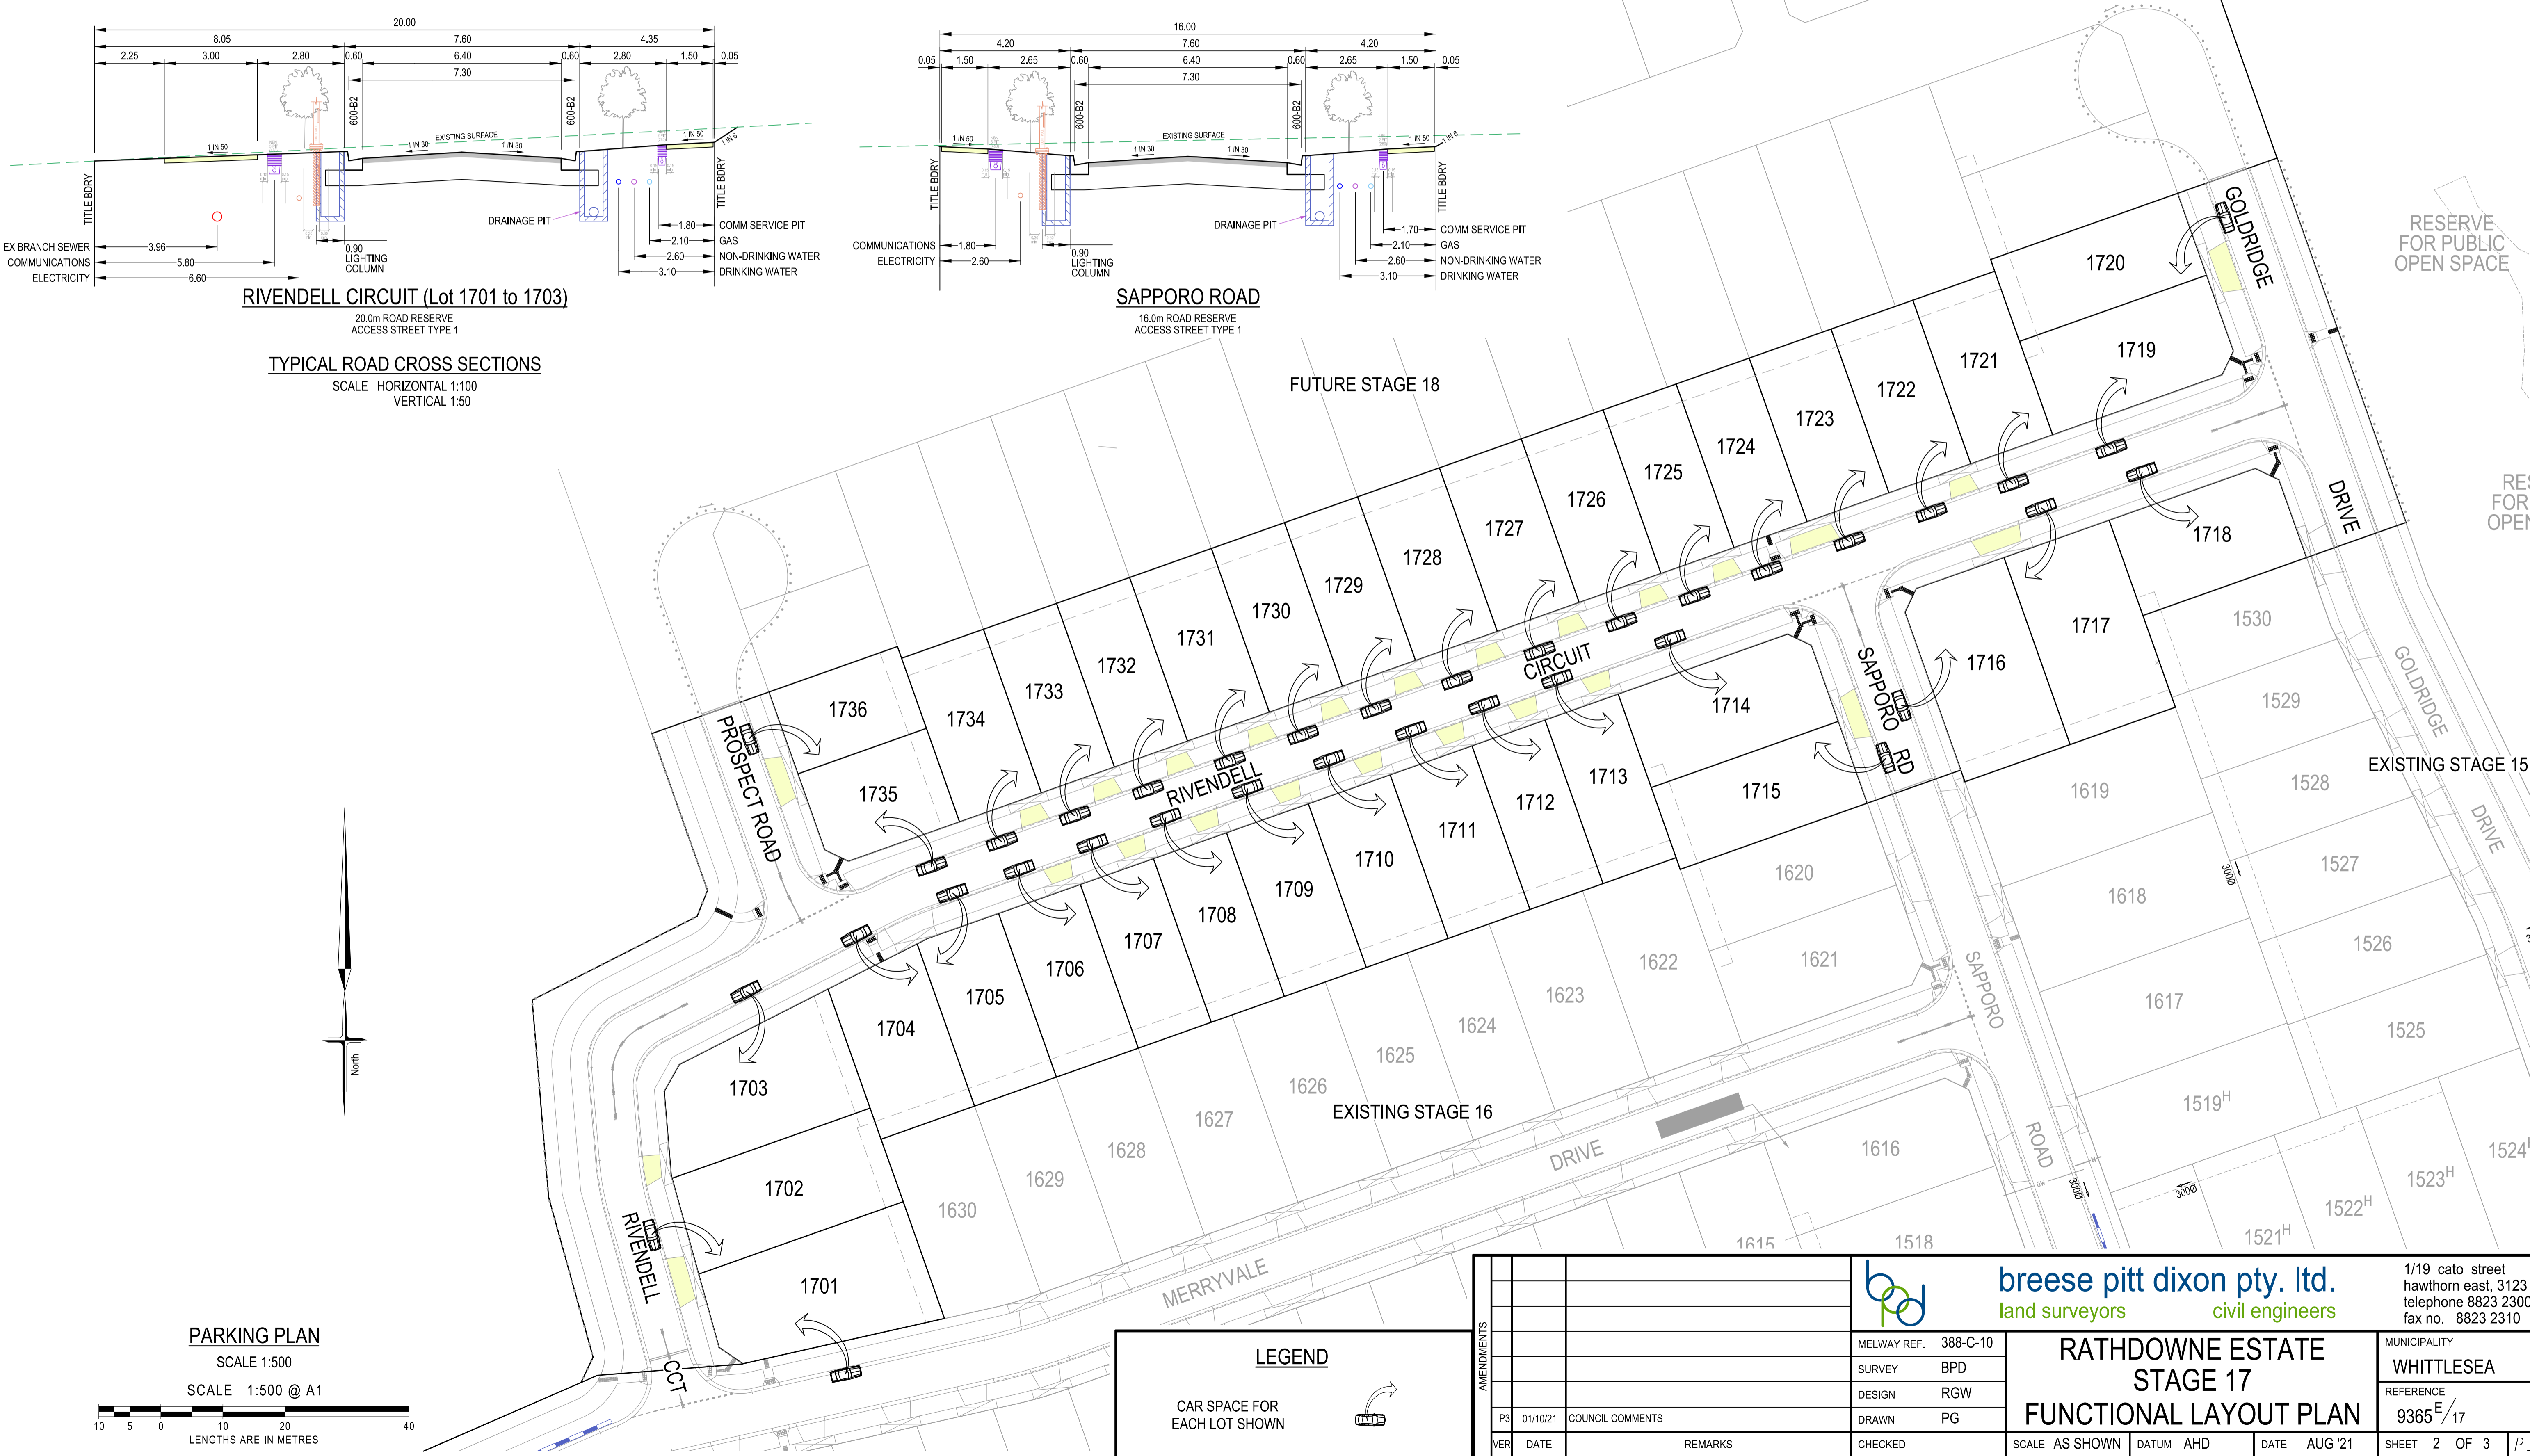 20.00
8.05
7.60
4.35
2.25
3.00
2.80
0.60
6.40
0.60
2.80
1.50
0.05
7.30
600-B2
600-B2
EXISTING SURFACE
1 IN 50
1 IN 30
1 IN 30
1 IN 50
1 IN 6
TITLE BDRY
TITLE BDRY
DRAINAGE PIT
EX BRANCH SEWER
3.96
COMMUNICATIONS
5.80
ELECTRICITY
6.60
0.90
LIGHTING
COLUMN
1.80
COMM SERVICE PIT
2.10
GAS
2.60
NON-DRINKING WATER
3.10
DRINKING WATER
RIVENDELL CIRCUIT (Lot 1701 to 1703)
20.0m ROAD RESERVE
ACCESS STREET TYPE 1
TYPICAL ROAD CROSS SECTIONS
SCALE HORIZONTAL 1:100
VERTICAL 1:50
16.00
4.20
7.60
4.20
0.05
1.50
2.65
0.60
6.40
0.60
2.65
1.50
0.05
7.30
600-B2
600-B2
EXISTING SURFACE
1 IN 50
1 IN 30
1 IN 30
1 IN 50
1 IN 6
TITLE BDRY
TITLE BDRY
DRAINAGE PIT
COMMUNICATIONS
1.80
ELECTRICITY
2.60
0.90
LIGHTING
COLUMN
1.70
COMM SERVICE PIT
2.10
GAS
2.60
NON-DRINKING WATER
3.10
DRINKING WATER
SAPPORO ROAD
16.0m ROAD RESERVE
ACCESS STREET TYPE 1
FUTURE STAGE 18
GOLDRIDGE
DRIVE
RESERVE
FOR PUBLIC
OPEN SPACE
1720
1719
1721
1722
1723
1724
1725
1726
1727
1728
1729
1730
1731
1732
1733
1734
1736
1735
PROSPECT ROAD
RIVENDELL
CIRCUIT
1718
1717
1716
SAPPORO
RD
1714
1715
1713
1712
1711
1710
1709
1708
1707
1706
1705
1704
1703
1702
1701
RIVENDELL
CCT
1530
1529
1528
1527
1526
1525
GOLDRIDGE
DRIVE
EXISTING STAGE 15
1619
1618
1617
1519H
1620
1621
1622
1623
1624
1625
1626
1627
1628
1629
1630
EXISTING STAGE 16
MERRYVALE
DRIVE
SAPPORO
ROAD
300Ø
300Ø
300Ø
1616
1615
1518
1521H
1522H
1523H
North
PARKING PLAN
SCALE 1:500
SCALE 1:500 @ A1
10 5 0 10 20 40
LENGTHS ARE IN METRES
LEGEND
CAR SPACE FOR
EACH LOT SHOWN
AMENDMENTS
P3 01/10/21 COUNCIL COMMENTS
VER DATE REMARKS
bpd
breese pitt dixon pty. ltd.
land surveyors civil engineers
1/19 cato street
hawthorn east, 3123
telephone 8823 2300
fax no. 8823 2310
MELWAY REF. 388-C-10
SURVEY BPD
DESIGN RGW
DRAWN PG
CHECKED
RATHDOWNE ESTATE
STAGE 17
FUNCTIONAL LAYOUT PLAN
MUNICIPALITY
WHITTLESEA
REFERENCE
9365E/17
SCALE AS SHOWN DATUM AHD DATE AUG '21 SHEET 2 OF 3